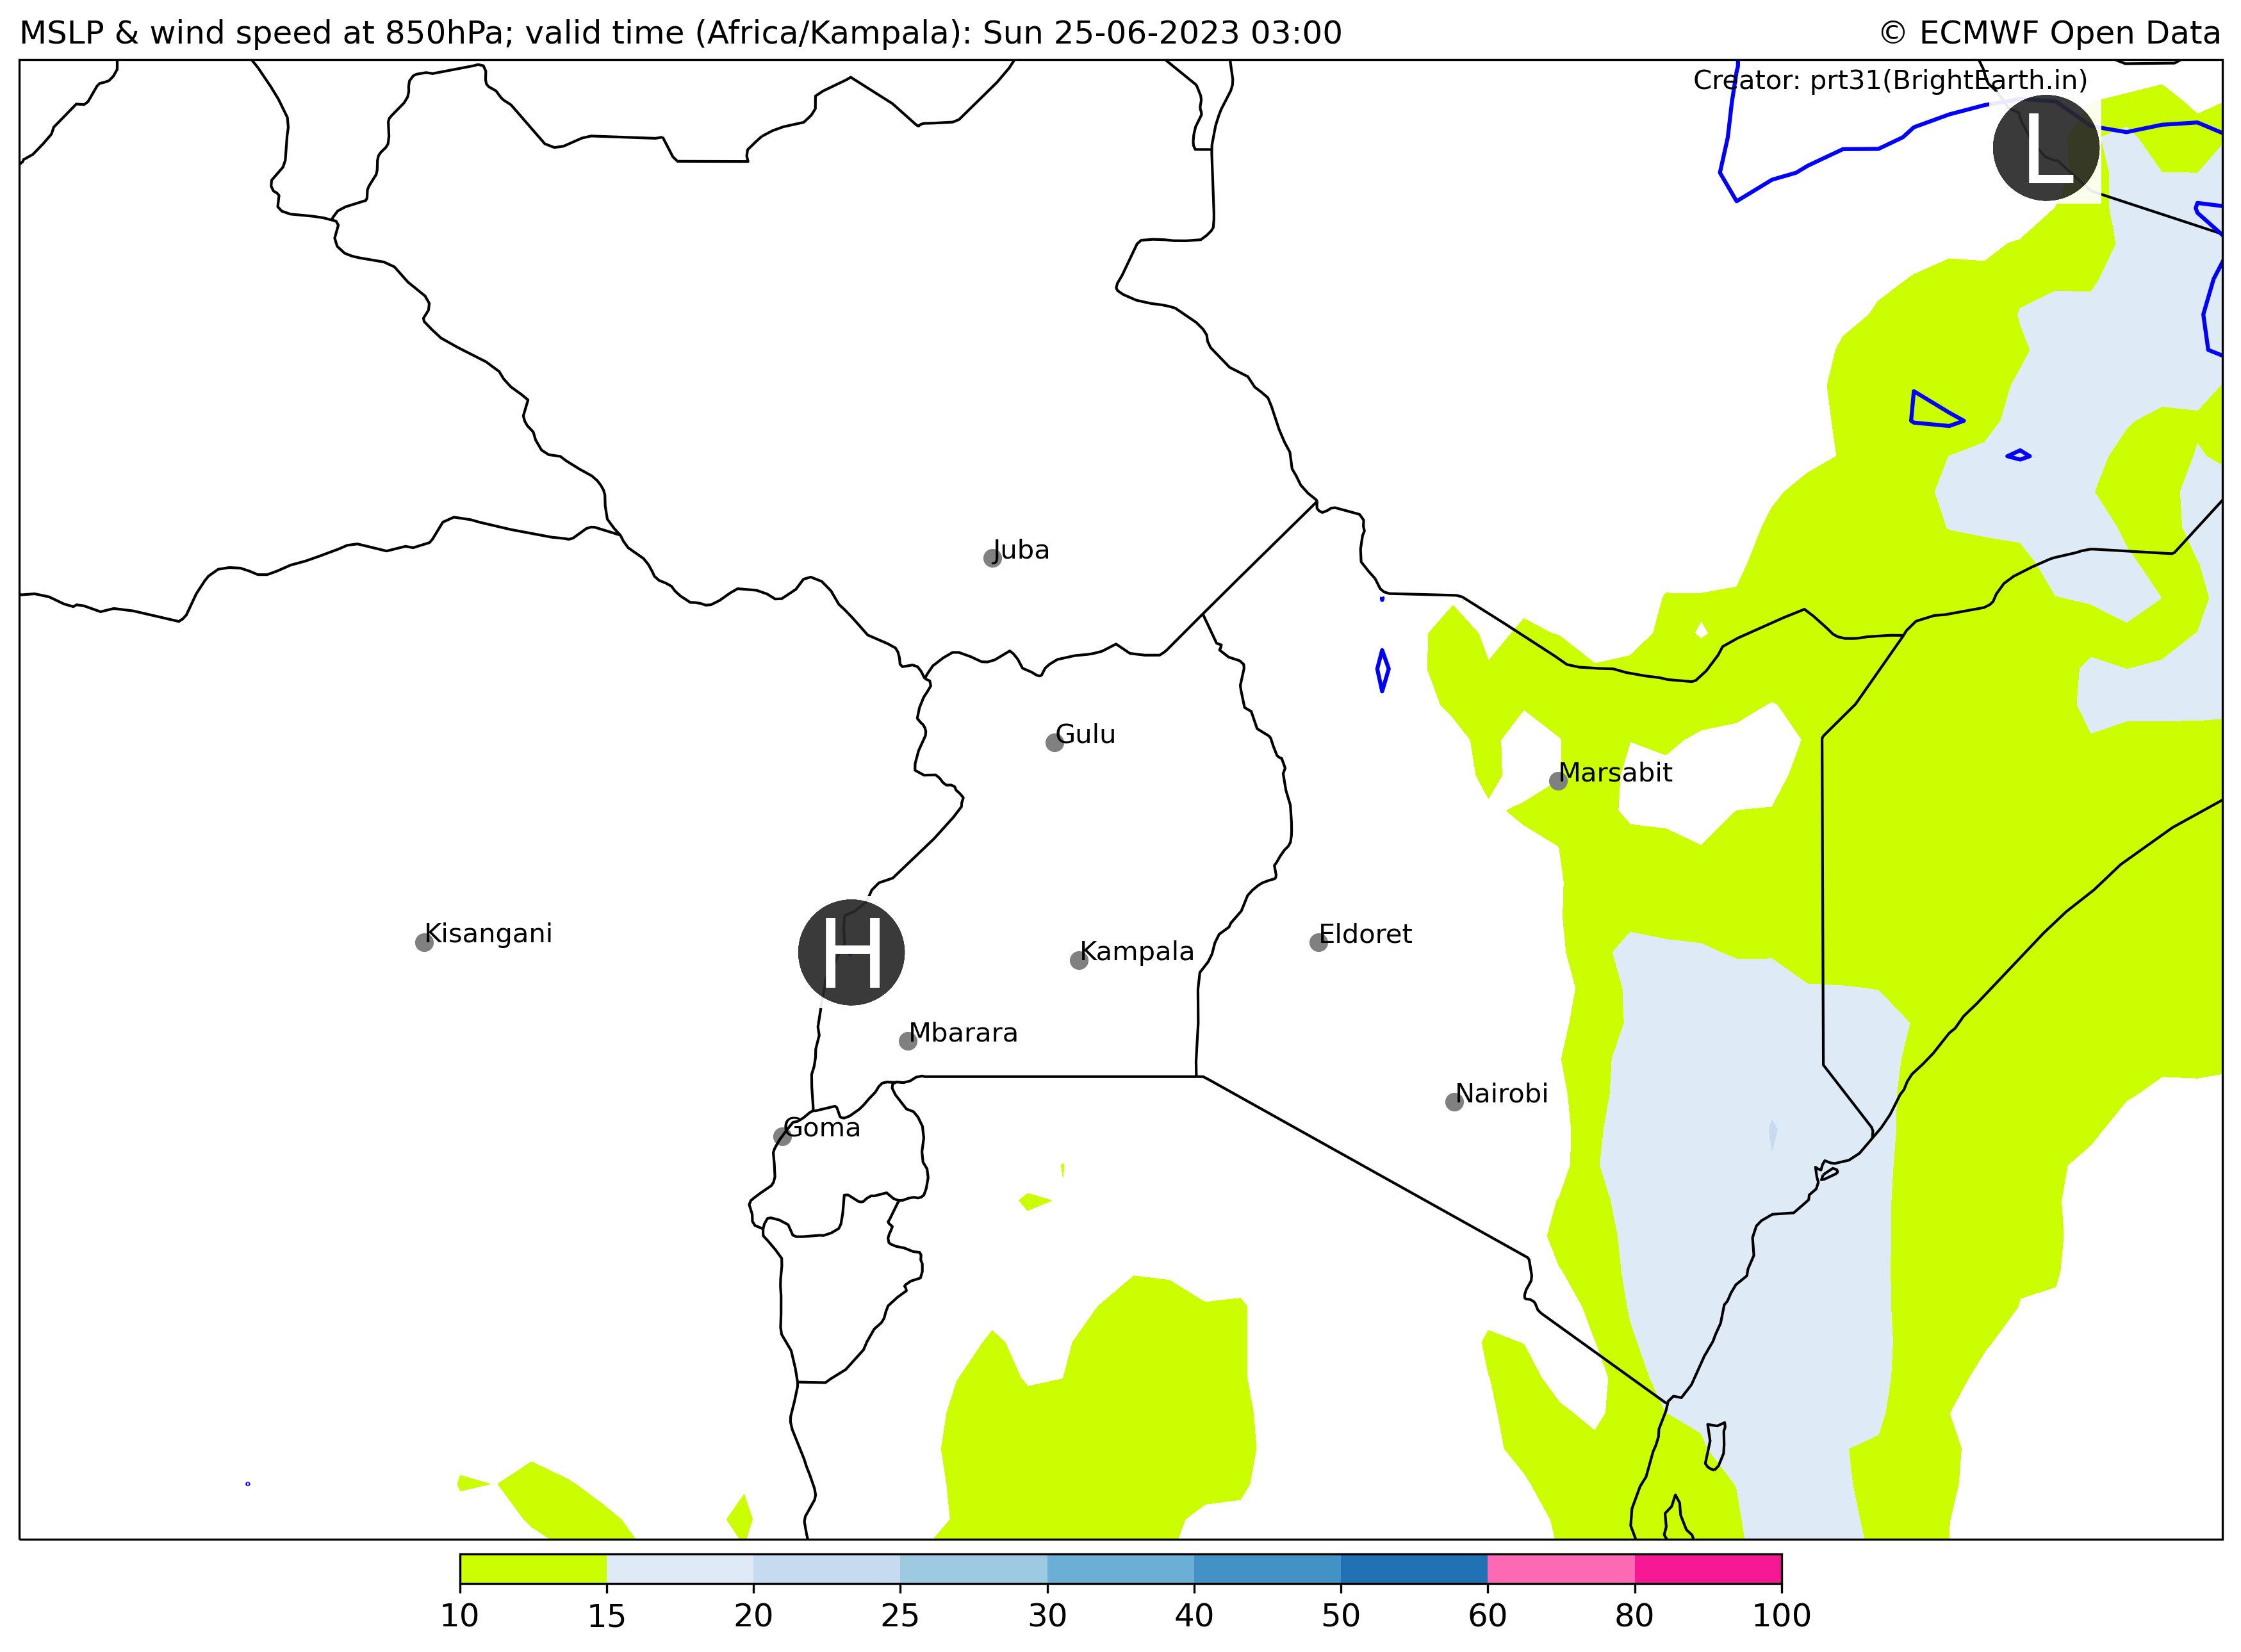 MSLP & wind speed at 850hPa; valid time (Africa/Kampala): Sun 25-06-2023 03:00
© ECMWF Open Data
Creator: prt31(BrightEarth.in)
L
Juba
Gulu
Marsabit
Kisangani
H
Kampala
Eldoret
Mbarara
Nairobi
Goma
10 15 20 25 30 40 50 60 80 100